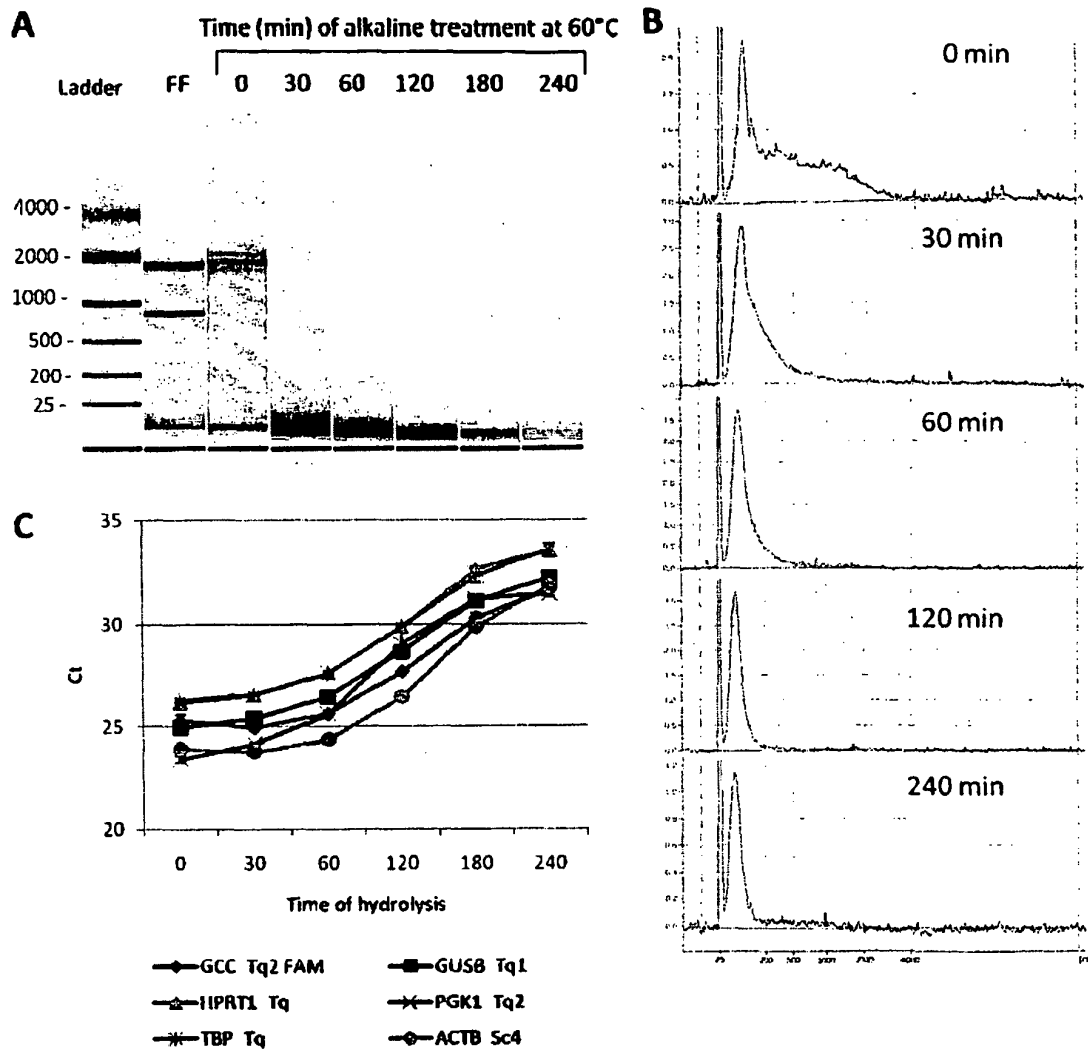 A
Time (min) of alkaline treatment at 60°C
Ladder FF 0 30 60 120 180 240
4000 -
2000 -
1000 -
500 -
200 -
25 -
B
0 min
30 min
60 min
120 min
240 min
C
35
30
25
20
Ct
0 30 60 120 180 240
Time of hydrolysis
GCC Tq2 FAM GUSB Tq1
HPRT1 Tq PGK1 Tq2
TBP Tq ACTB Sc4